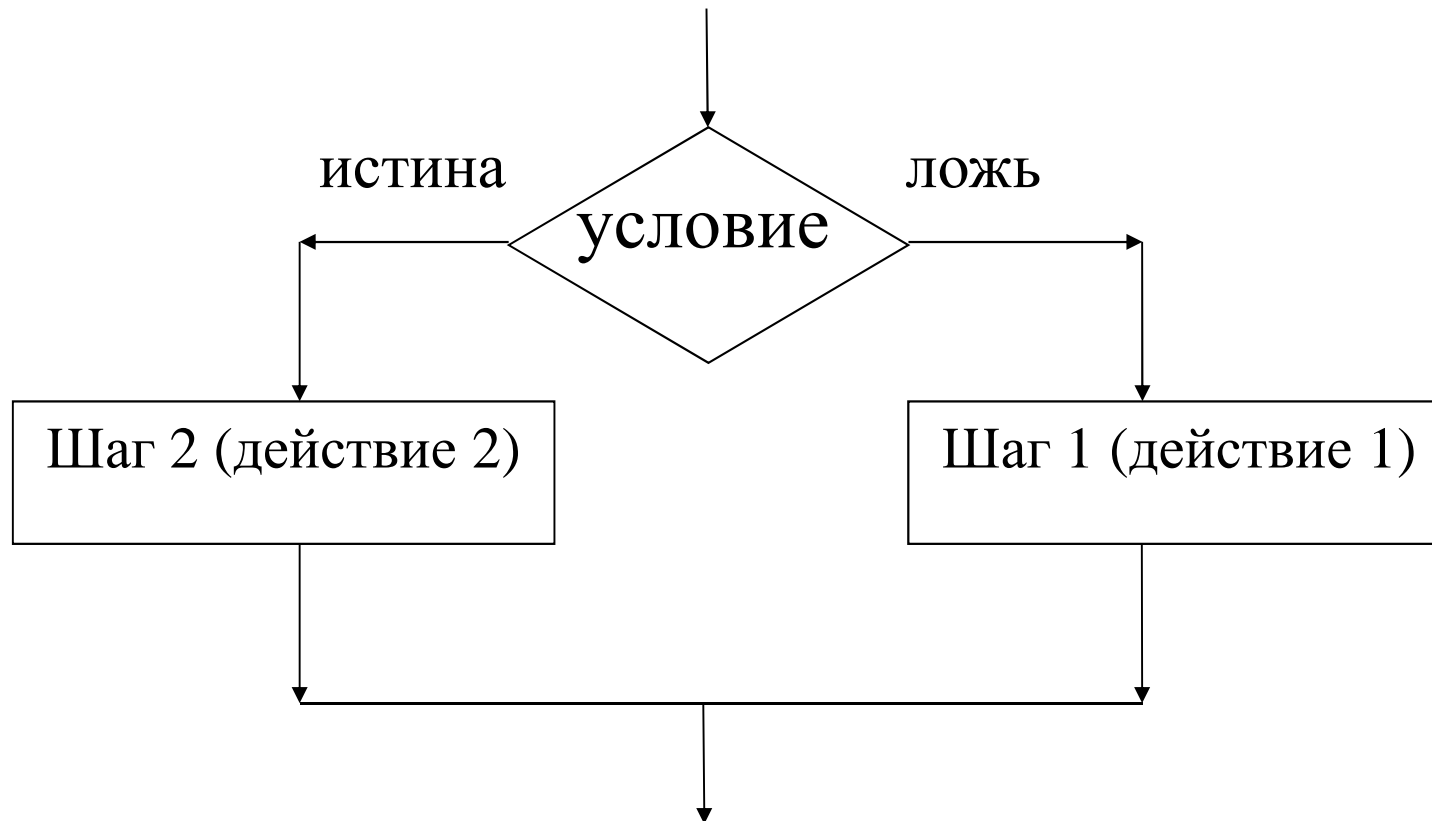 истина
ложь
условие
Шаг 2 (действие 2)
Шаг 1 (действие 1)